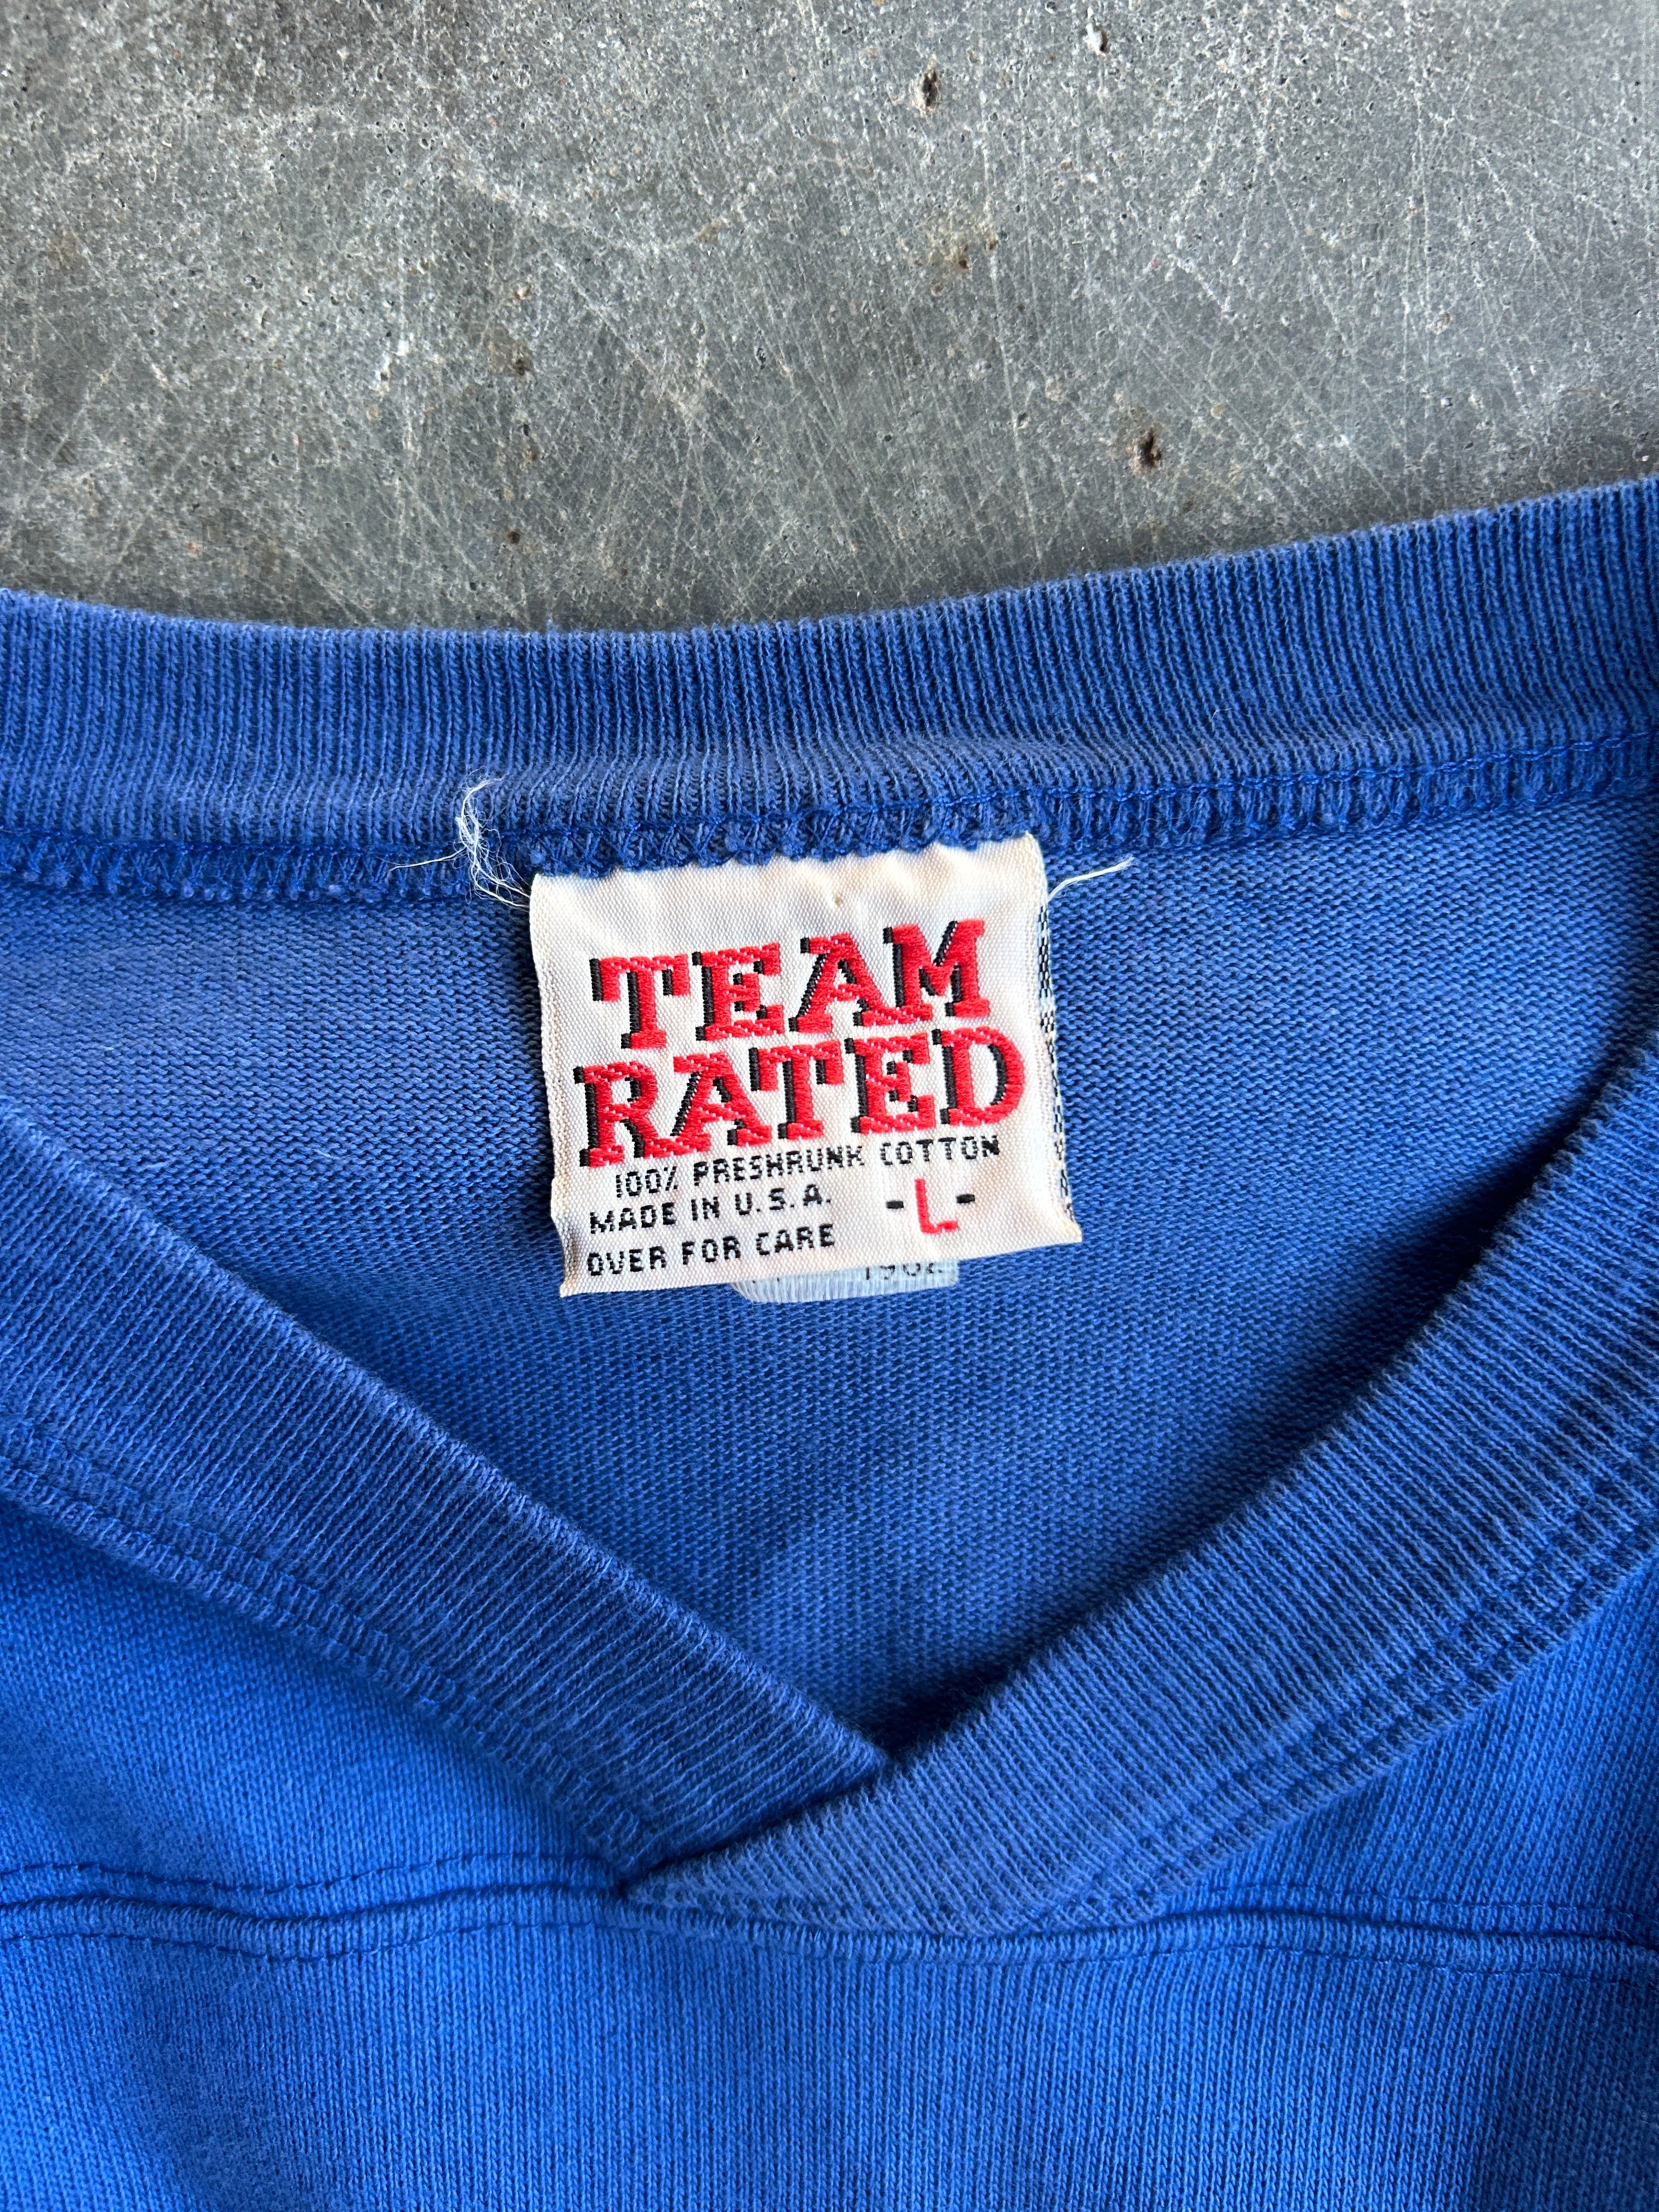 TEAM
RATED
100% PRESHRUNK COTTON
MADE IN U.S.A.
-L-
OVER FOR CARE